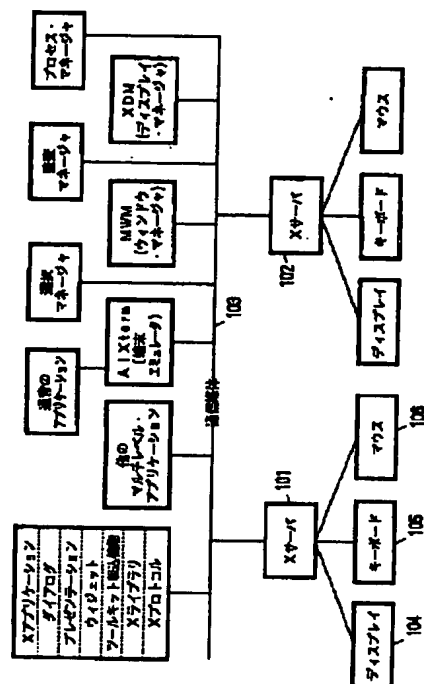 Xアプリケーション
ダイアログ
プレゼンテーション
ウィジェット
ツールキット組込機能
Xライブラリ
Xプロトコル
他の
マルチレベル・
アプリケーション
通常の
アプリケーション
AIXterm
(端末
エミュレータ)
選択
マネージャ
MWM
(ウィンドウ
・マネージャ)
マネージャ
XDM
(ディスプレイ
・マネージャ)
プロセス・
マネージャ
通信媒体
103
101
Xサーバ
102
Xサーバ
ディスプレイ
キーボード
マウス
104
105
106
ディスプレイ
キーボード
マウス